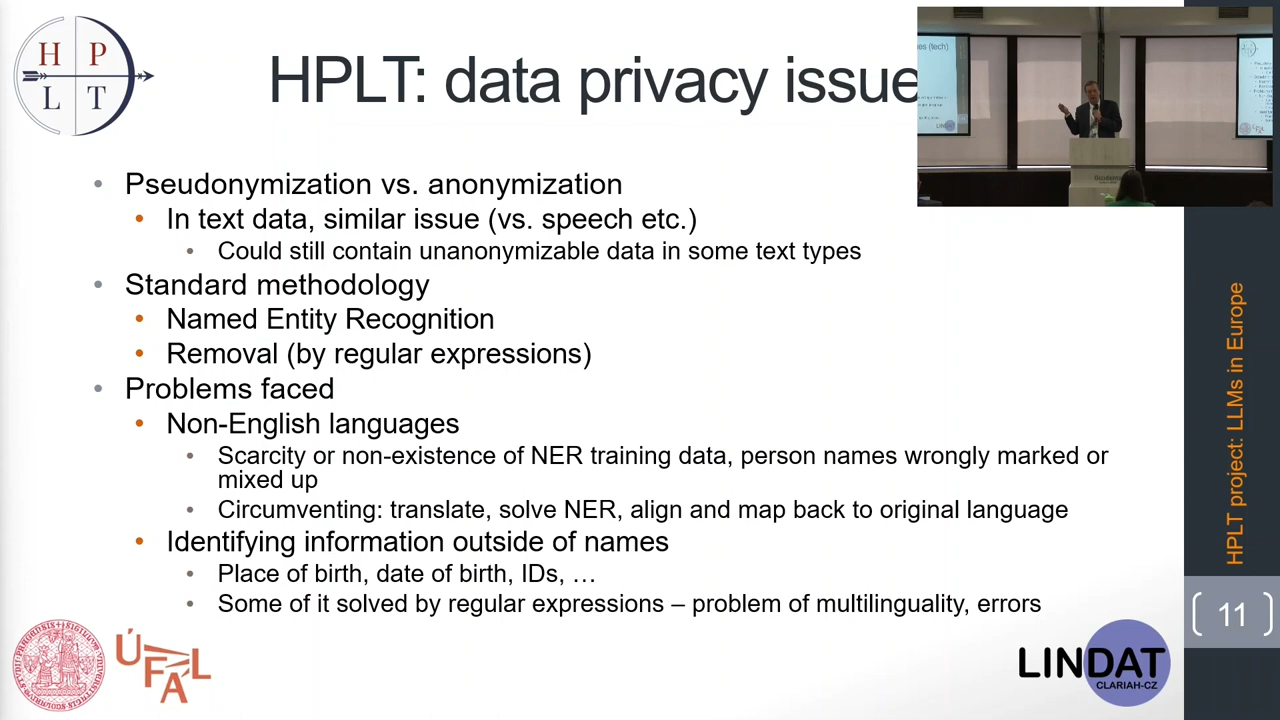 H P
L T
HPLT: data privacy issue
Pseudonymization vs. anonymization
In text data, similar issue (vs. speech etc.)
Could still contain unanonymizable data in some text types
Standard methodology
Named Entity Recognition
Removal (by regular expressions)
Problems faced
Non-English languages
Scarcity or non-existence of NER training data, person names wrongly marked or
mixed up
Circumventing: translate, solve NER, align and map back to original language
Identifying information outside of names
Place of birth, date of birth, IDs, …
Some of it solved by regular expressions – problem of multilinguality, errors
HPLT project: LLMs in Europe
11
ÚFAL
LINDAT
CLARIAH-CZ
(tech)
LINDAT